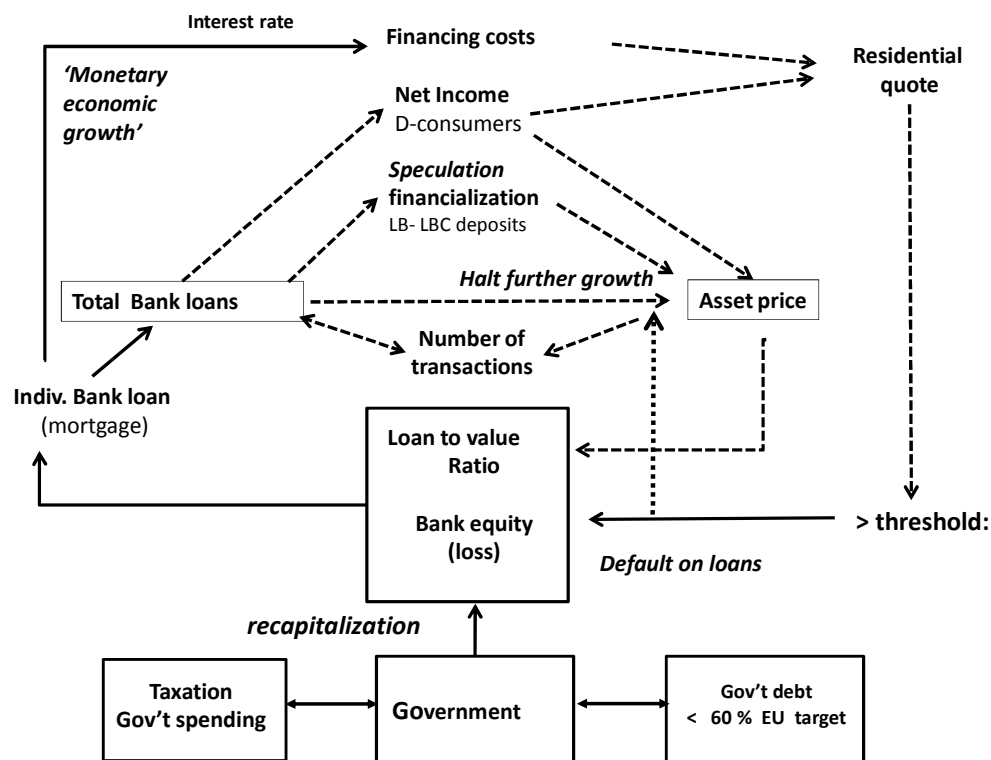 Interest rate
Financing costs
Residential
quote
‘Monetary
economic
growth’
Net Income
D-consumers
Speculation
financialization
LB- LBC deposits
Halt further growth
Total Bank loans
Asset price
Number of
transactions
Indiv. Bank loan
(mortgage)
Loan to value
Ratio
Bank equity
(loss)
> threshold:
Default on loans
recapitalization
Taxation
Gov’t spending
Government
Gov’t debt
< 60 % EU target